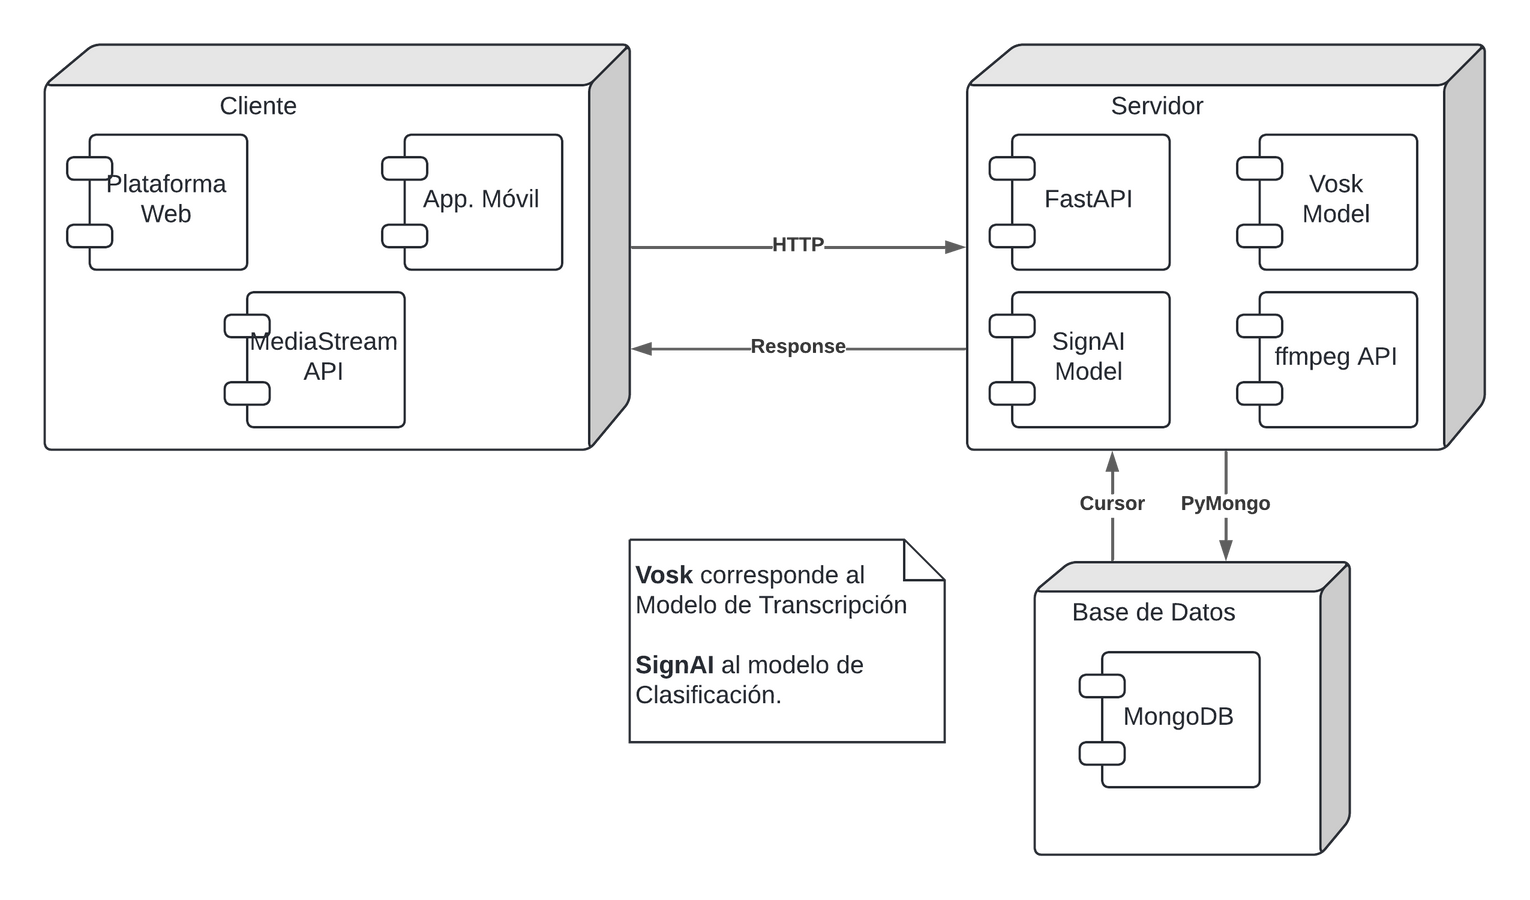 Cliente
Plataforma
Web
App. Móvil
MediaStream
API
HTTP
Response
Servidor
FastAPI
Vosk
Model
SignAI
Model
ffmpeg API
Cursor
PyMongo
Vosk corresponde al
Modelo de Transcripción
SignAI al modelo de
Clasificación.
Base de Datos
MongoDB